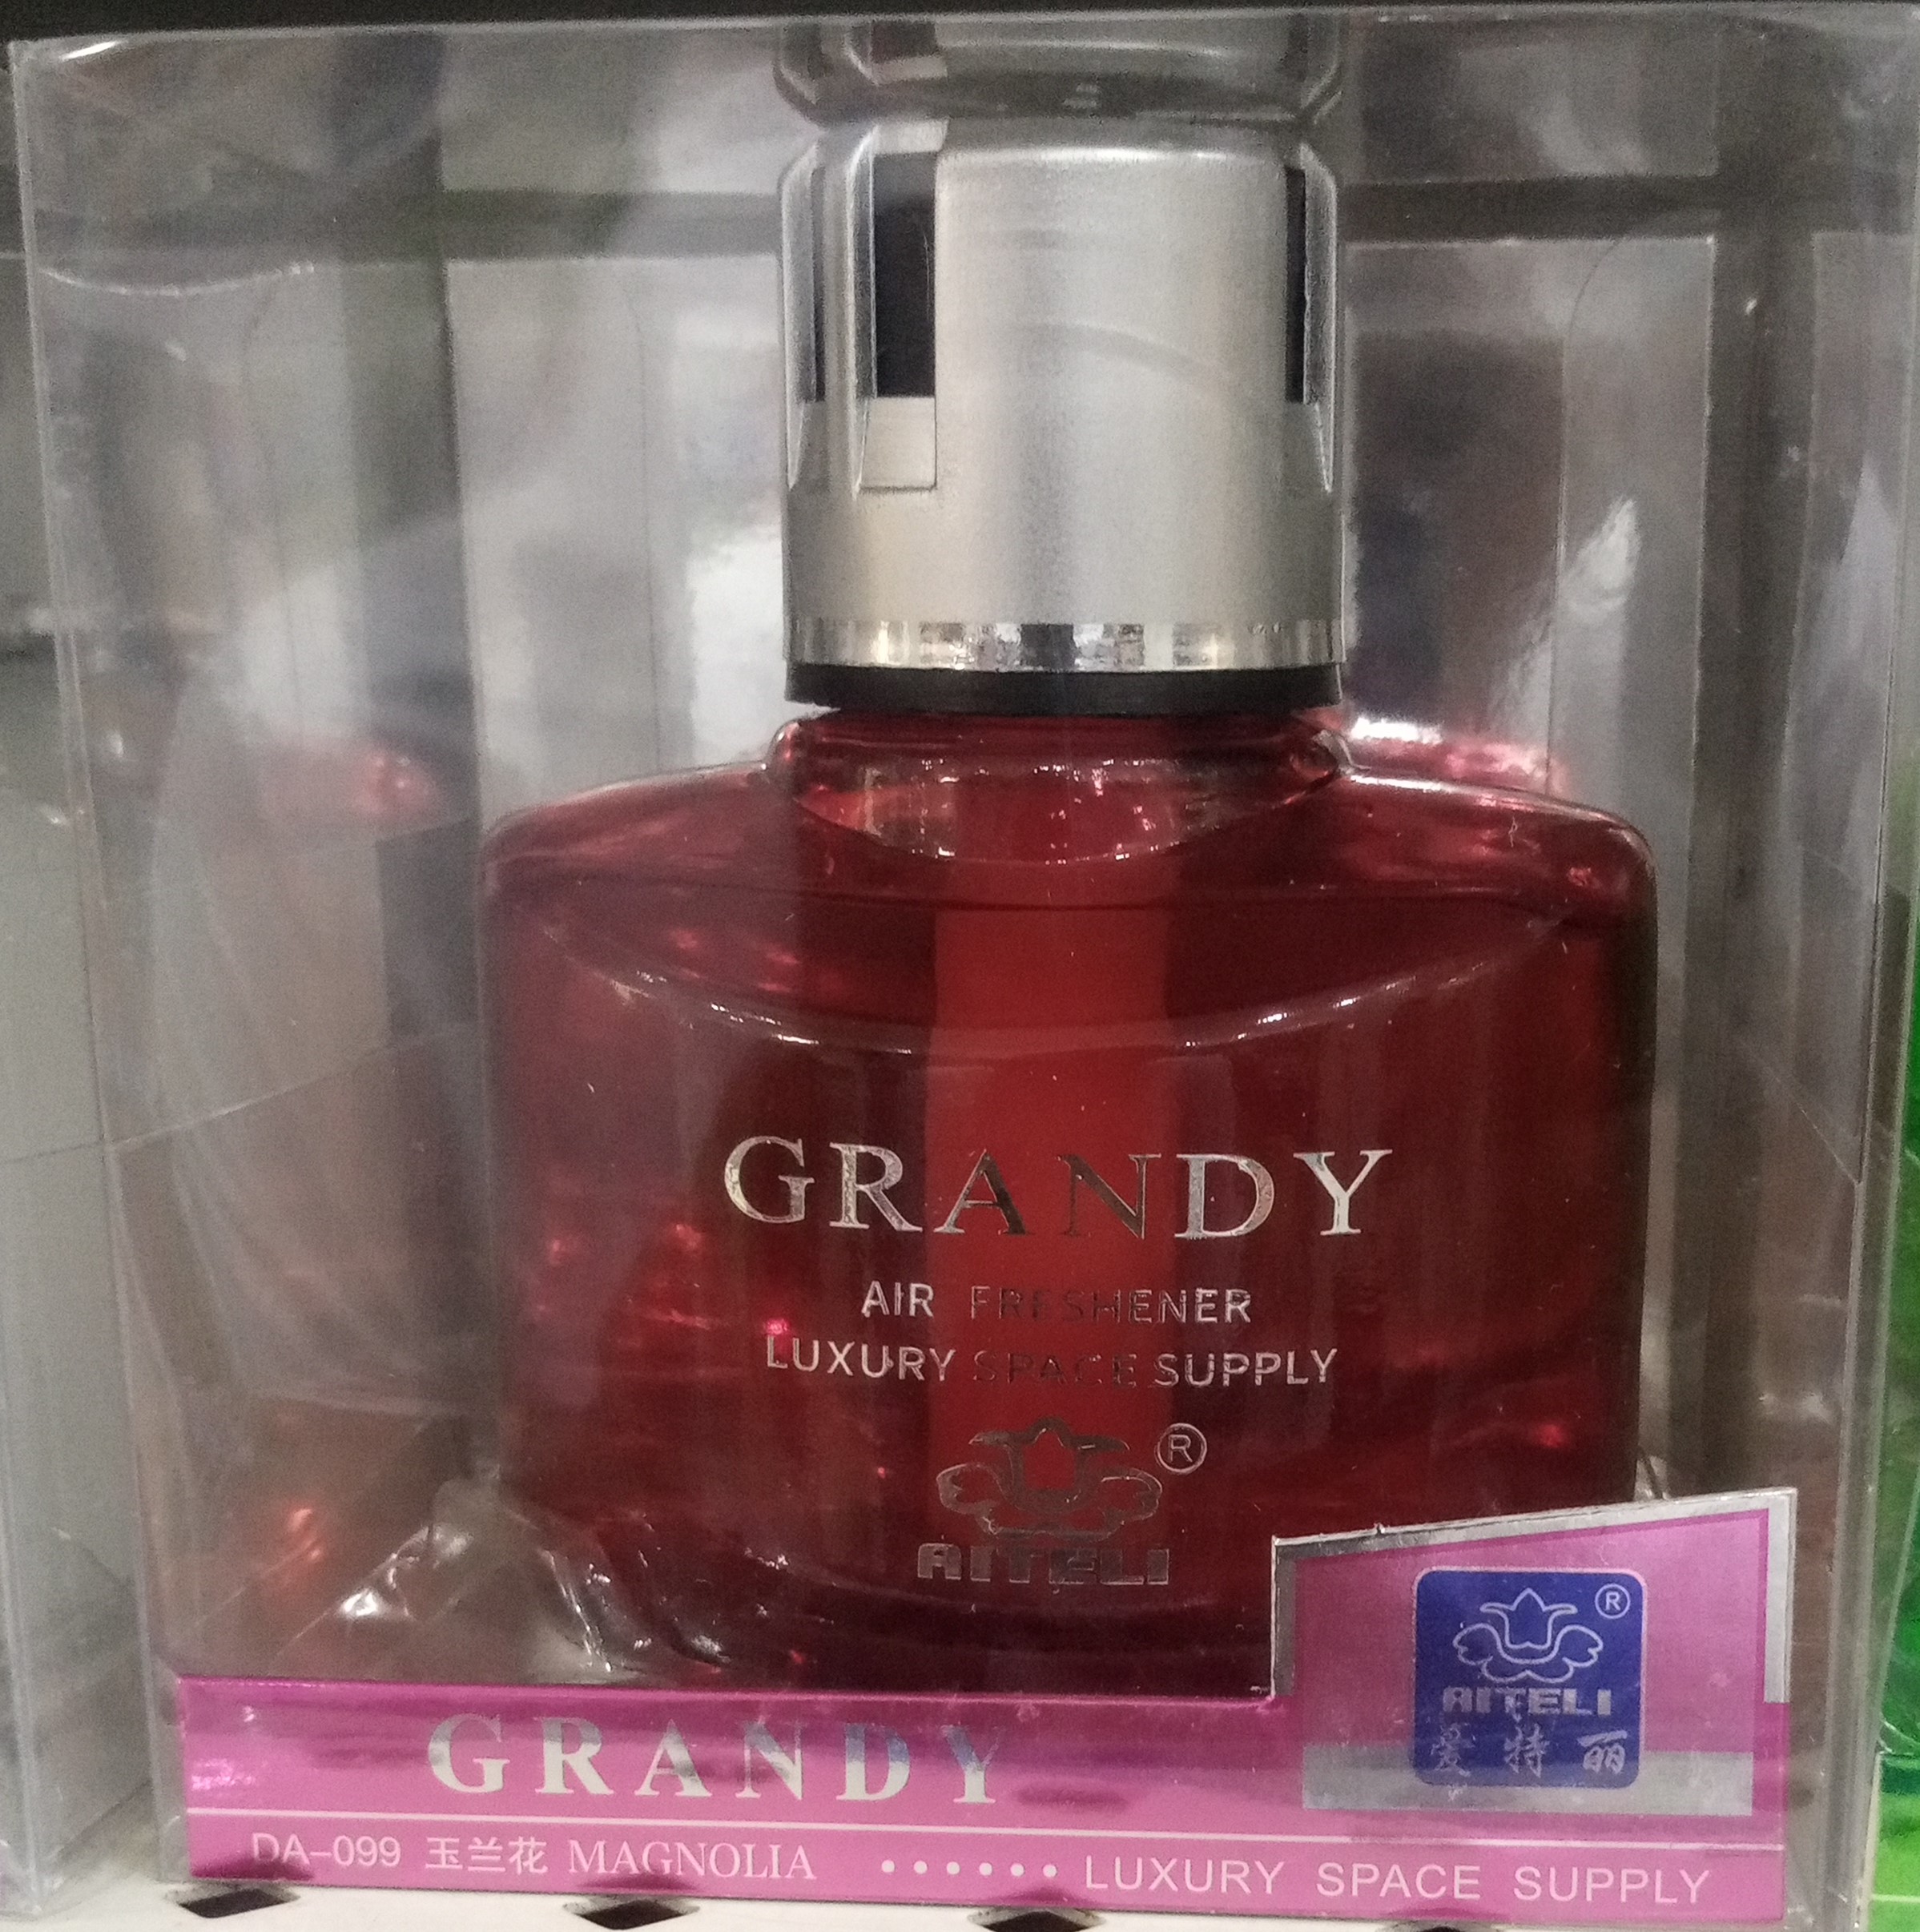 GRANDY
AIR FRESHENER
LUXURY SPACE SUPPLY
®
AITELI
®
AITELI
爱特丽
GRANDY
DA-099 玉兰花 MAGNOLIA ······ LUXURY SPACE SUPPLY